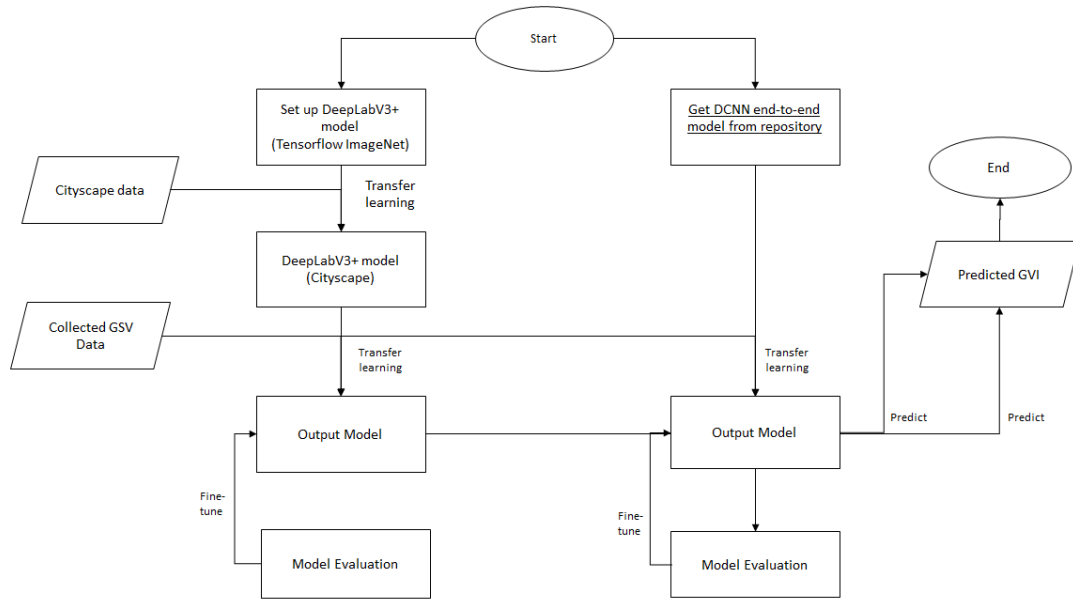 Start
Set up DeepLabV3+
model
(Tensorflow ImageNet)
Get DCNN end-to-end
model from repository
Cityscape data
Transfer
learning
End
DeepLabV3+ model
(Cityscape)
Predicted GVI
Collected GSV
Data
Transfer
learning
Transfer
learning
Output Model
Output Model
Predict
Predict
Fine-
tune
Fine-
tune
Model Evaluation
Model Evaluation